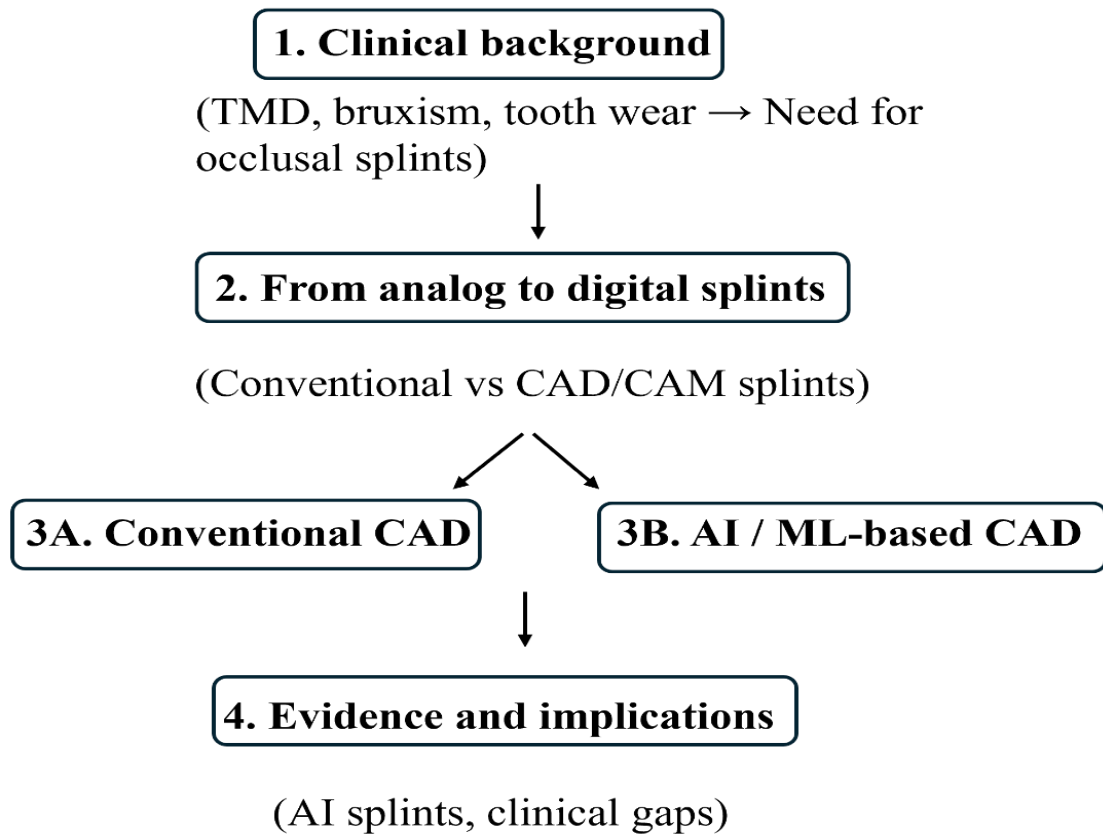 1. Clinical background
(TMD, bruxism, tooth wear → Need for
occlusal splints)
2. From analog to digital splints
(Conventional vs CAD/CAM splints)
3A. Conventional CAD
3B. AI / ML-based CAD
4. Evidence and implications
(AI splints, clinical gaps)